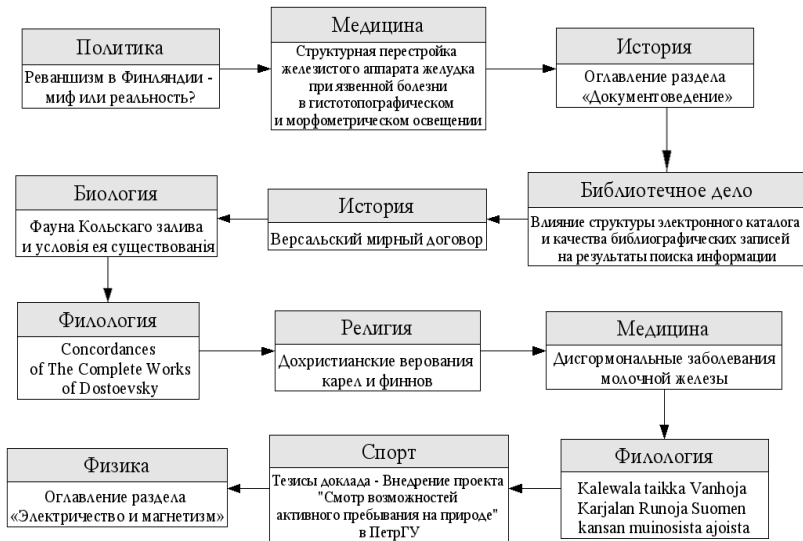 Политика
Реваншизм в Финляндии -
миф или реальность?
Медицина
Структурная перестройка
железистого аппарата желудка
при язвенной болезни
в гистотопографическом
и морфометрическом освещении
История
Оглавление раздела
«Документоведение»
Библиотечное дело
Влияние структуры электронного каталога
и качества библиографических записей
на результаты поиска информации
История
Версальский мирный договор
Биология
Фауна Кольскаго залива
и условія ея существованія
Филология
Concordances
of The Complete Works
of Dostoevsky
Религия
Дохристианские верования
карел и финнов
Медицина
Дисгормональные заболевания
молочной железы
Филология
Kalewala taikka Vanhoja
Karjalan Runoja Suomen
kansan muinosista ajoista
Спорт
Тезисы доклада - Внедрение проекта
"Смотр возможностей
активного пребывания на природе"
в ПетрГУ
Физика
Оглавление раздела
«Электричество и магнетизм»